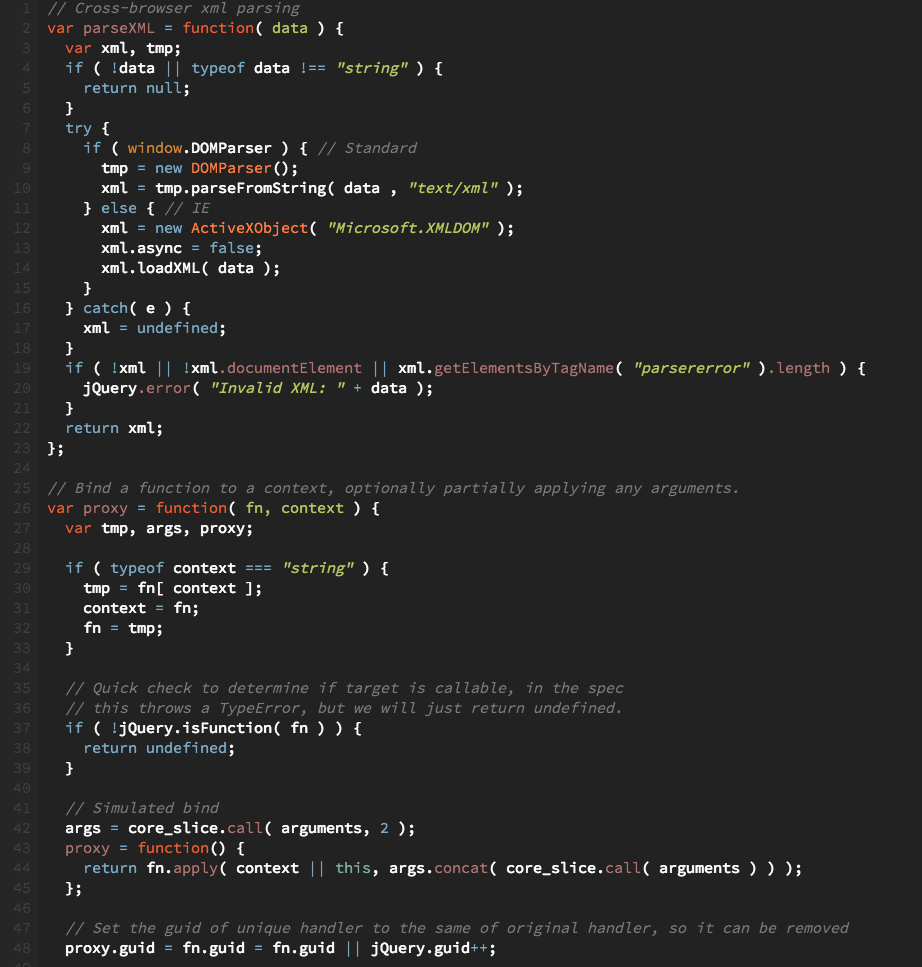 1 // Cross-browser xml parsing
2 var parseXML = function( data ) {
3   var xml, tmp;
4   if ( !data || typeof data !== "string" ) {
5     return null;
6   }
7   try {
8     if ( window.DOMParser ) { // Standard
9       tmp = new DOMParser();
10       xml = tmp.parseFromString( data , "text/xml" );
11     } else { // IE
12       xml = new ActiveXObject( "Microsoft.XMLDOM" );
13       xml.async = false;
14       xml.loadXML( data );
15     }
16   } catch( e ) {
17     xml = undefined;
18   }
19   if ( !xml || !xml.documentElement || xml.getElementsByTagName( "parsererror" ).length ) {
20     jQuery.error( "Invalid XML: " + data );
21   }
22   return xml;
23 };
24
25 // Bind a function to a context, optionally partially applying any arguments.
26 var proxy = function( fn, context ) {
27   var tmp, args, proxy;
28
29   if ( typeof context === "string" ) {
30     tmp = fn[ context ];
31     context = fn;
32     fn = tmp;
33   }
34
35   // Quick check to determine if target is callable, in the spec
36   // this throws a TypeError, but we will just return undefined.
37   if ( !jQuery.isFunction( fn ) ) {
38     return undefined;
39   }
40
41   // Simulated bind
42   args = core_slice.call( arguments, 2 );
43   proxy = function() {
44     return fn.apply( context || this, args.concat( core_slice.call( arguments ) ) );
45   };
46
47   // Set the guid of unique handler to the same of original handler, so it can be removed
48   proxy.guid = fn.guid = fn.guid || jQuery.guid++;